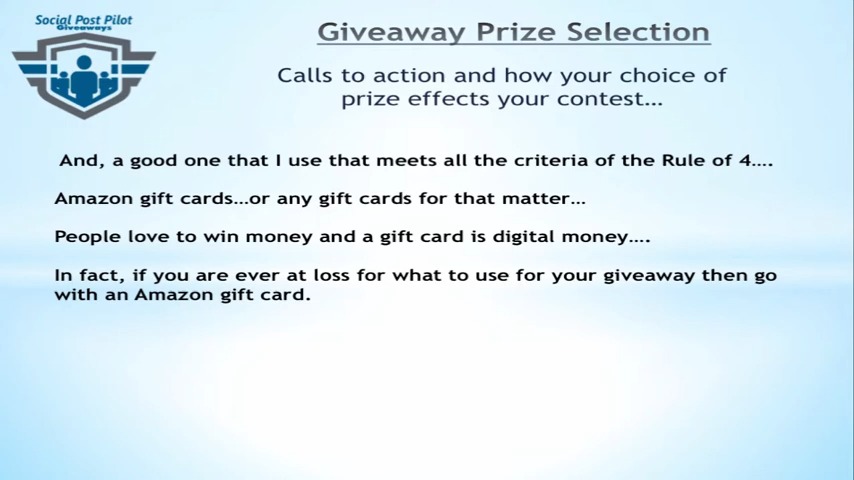 Social Post Pilot
Giveaways
Giveaway Prize Selection
Calls to action and how your choice of
prize effects your contest...
And, a good one that I use that meets all the criteria of the Rule of 4....
Amazon gift cards...or any gift cards for that matter...
People love to win money and a gift card is digital money....
In fact, if you are ever at loss for what to use for your giveaway then go
with an Amazon gift card.